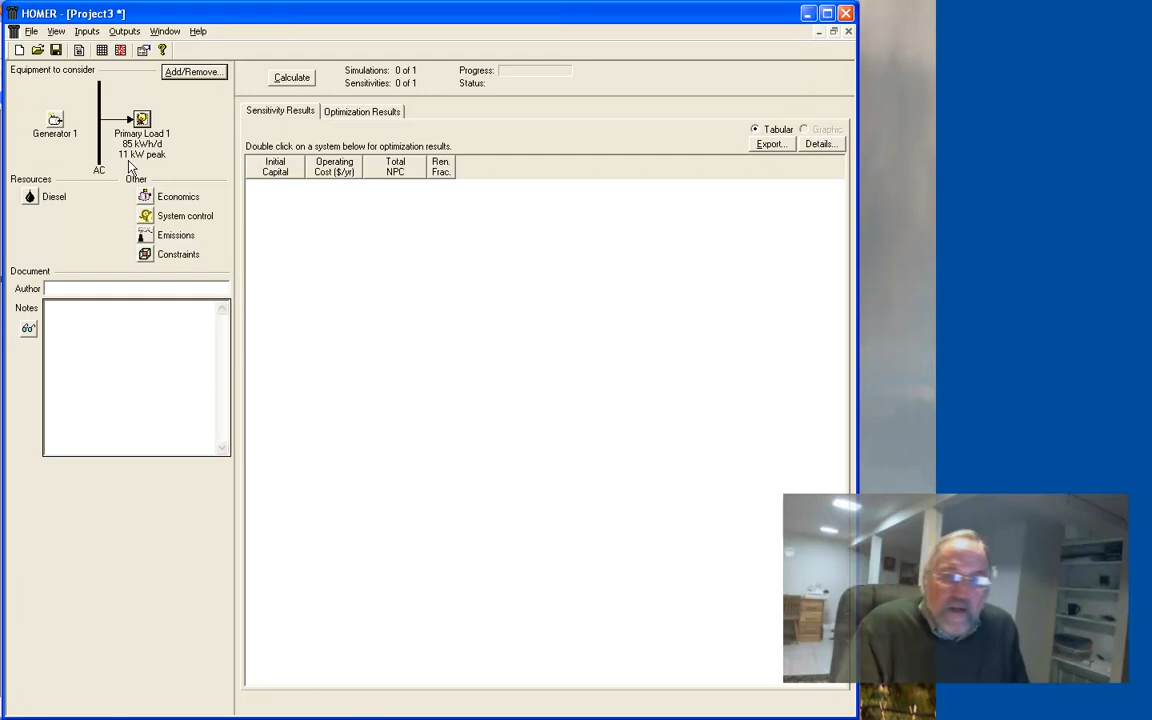 HOMER - [Project3 *]
File View Inputs Outputs Window Help
Equipment to consider
Add/Remove...
Generator 1
Primary Load 1
85 kWh/d
11 kW peak
AC
Resources
Other
Diesel
Economics
System control
Emissions
Constraints
Document
Author
Notes
Calculate
Simulations: 0 of 1
Progress:
Sensitivities: 0 of 1
Status:
Sensitivity Results
Optimization Results
Tabular
Graphic
Double click on a system below for optimization results.
Export...
Details...
Initial Capital
Operating Cost ($/yr)
Total NPC
Ren. Frac.